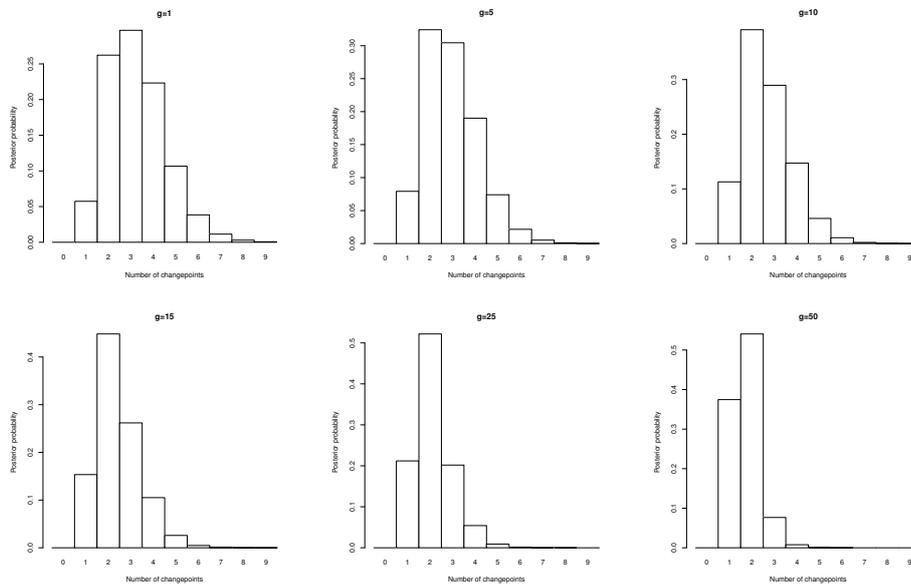 g=1
Posterior probability
0.00 0.05 0.10 0.15 0.20 0.25
0 1 2 3 4 5 6 7 8 9
Number of changepoints
g=5
Posterior probability
0.00 0.05 0.10 0.15 0.20 0.25 0.30
0 1 2 3 4 5 6 7 8 9
Number of changepoints
g=10
Posterior probability
0.0 0.1 0.2 0.3
0 1 2 3 4 5 6 7 8 9
Number of changepoints
g=15
Posterior probability
0.0 0.1 0.2 0.3 0.4
0 1 2 3 4 5 6 7 8 9
Number of changepoints
g=25
Posterior probability
0.0 0.1 0.2 0.3 0.4 0.5
0 1 2 3 4 5 6 7 8 9
Number of changepoints
g=50
Posterior probability
0.0 0.1 0.2 0.3 0.4 0.5
0 1 2 3 4 5 6 7 8 9
Number of changepoints